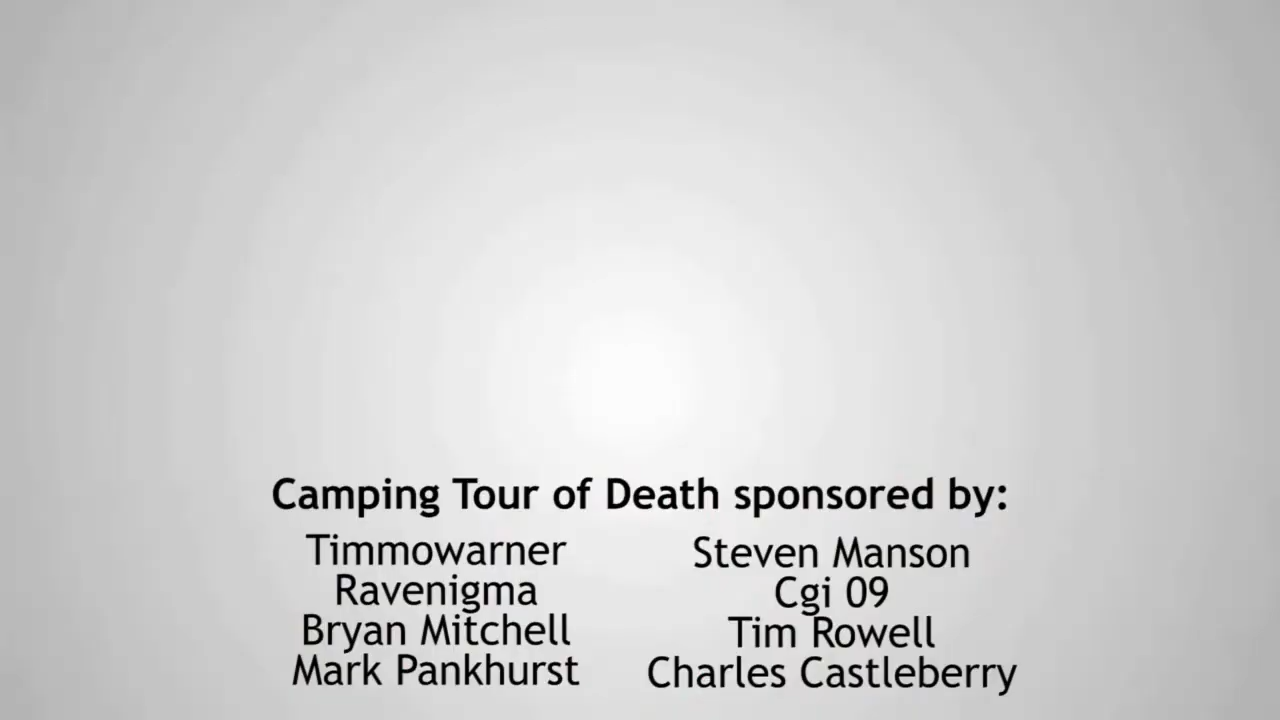 Camping Tour of Death sponsored by:
Timmowarner
Ravenigma
Bryan Mitchell
Mark Pankhurst
Steven Manson
Cgi 09
Tim Rowell
Charles Castleberry